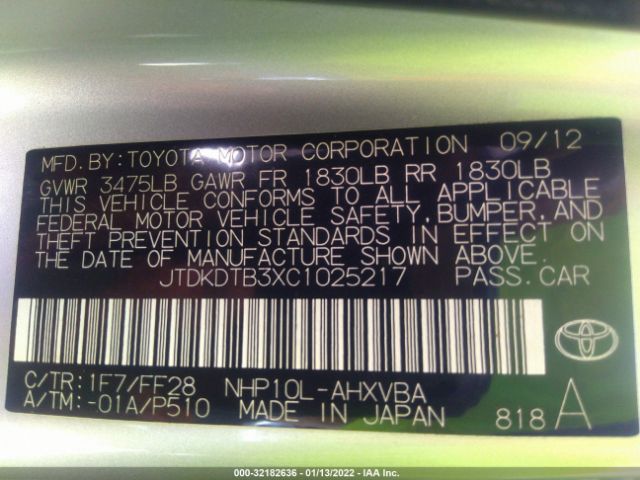 MFD.BY:TOYOTA MOTOR CORPORATION 09/12
GVWR 3475LB GAWR FR 1830LB RR 1830LB
THIS VEHICLE CONFORMS TO ALL APPLICABLE
FEDERAL MOTOR VEHICLE SAFETY, BUMPER, AND
THEFT PREVENTION STANDARDS IN EFFECT ON
THE DATE OF MANUFACTURE SHOWN ABOVE.
JTDKDTB3XC1025217 PASS.CAR
C/TR:1F7/FF28 NHP10L-AHXVBA
A/TM:-01A/P510 MADE IN JAPAN 818 A
000-32182636 - 01/13/2022 - IAA Inc.